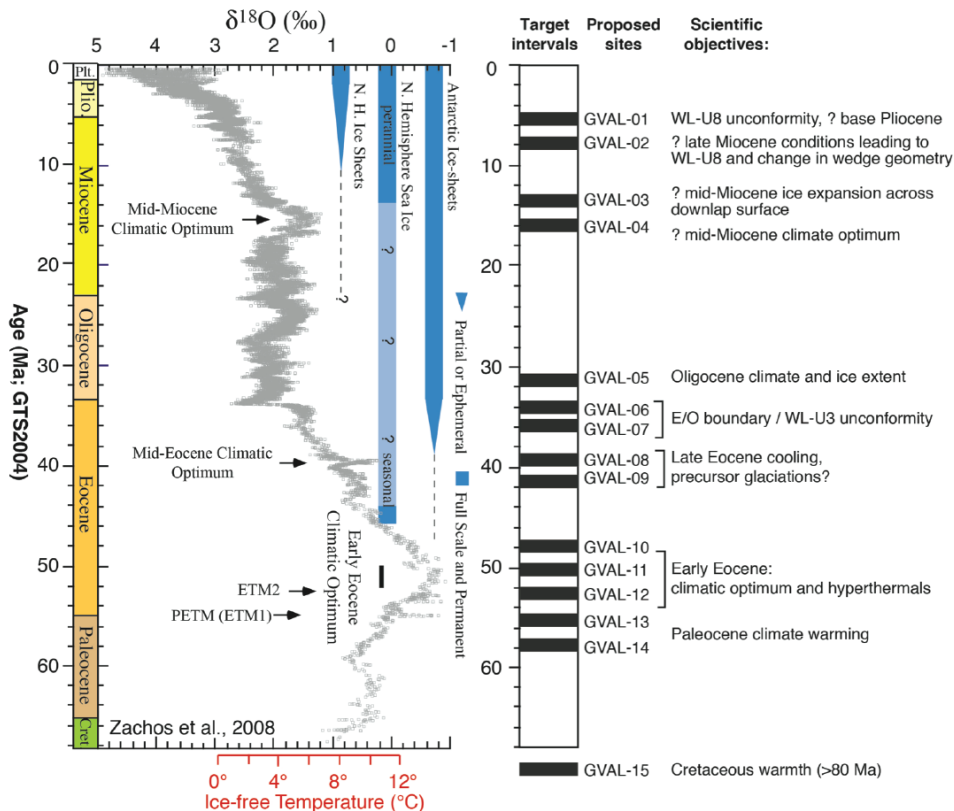 δ18O (‰)
5 4 3 2 1 0 -1
Age (Ma; GTS2004)
0
10
20
30
40
50
60
Plt.
Plio
Miocene
Oligocene
Eocene
Paleocene
Cret
Mid-Miocene
Climatic Optimum
Mid-Eocene Climatic
Optimum
ETM2
PETM (ETM1)
Early Eocene
Climatic Optimum
N. H. Ice Sheets
?
N. Hemisphere Sea Ice
perannial
?
?
?
seasonal
Antarctic Ice-sheets
Partial or Ephemeral
Full Scale and Permanent
Zachos et al., 2008
0° 4° 8° 12°
Ice-free Temperature (°C)
Target
intervals
Proposed
sites
Scientific
objectives:
0
10
20
30
40
50
60
GVAL-01
WL-U8 unconformity, ? base Pliocene
GVAL-02
? late Miocene conditions leading to
WL-U8 and change in wedge geometry
GVAL-03
? mid-Miocene ice expansion across
downlap surface
GVAL-04
? mid-Miocene climate optimum
GVAL-05
Oligocene climate and ice extent
GVAL-06
GVAL-07
E/O boundary / WL-U3 unconformity
GVAL-08
GVAL-09
Late Eocene cooling,
precursor glaciations?
GVAL-10
GVAL-11
GVAL-12
Early Eocene:
climatic optimum and hyperthermals
GVAL-13
GVAL-14
Paleocene climate warming
GVAL-15
Cretaceous warmth (>80 Ma)